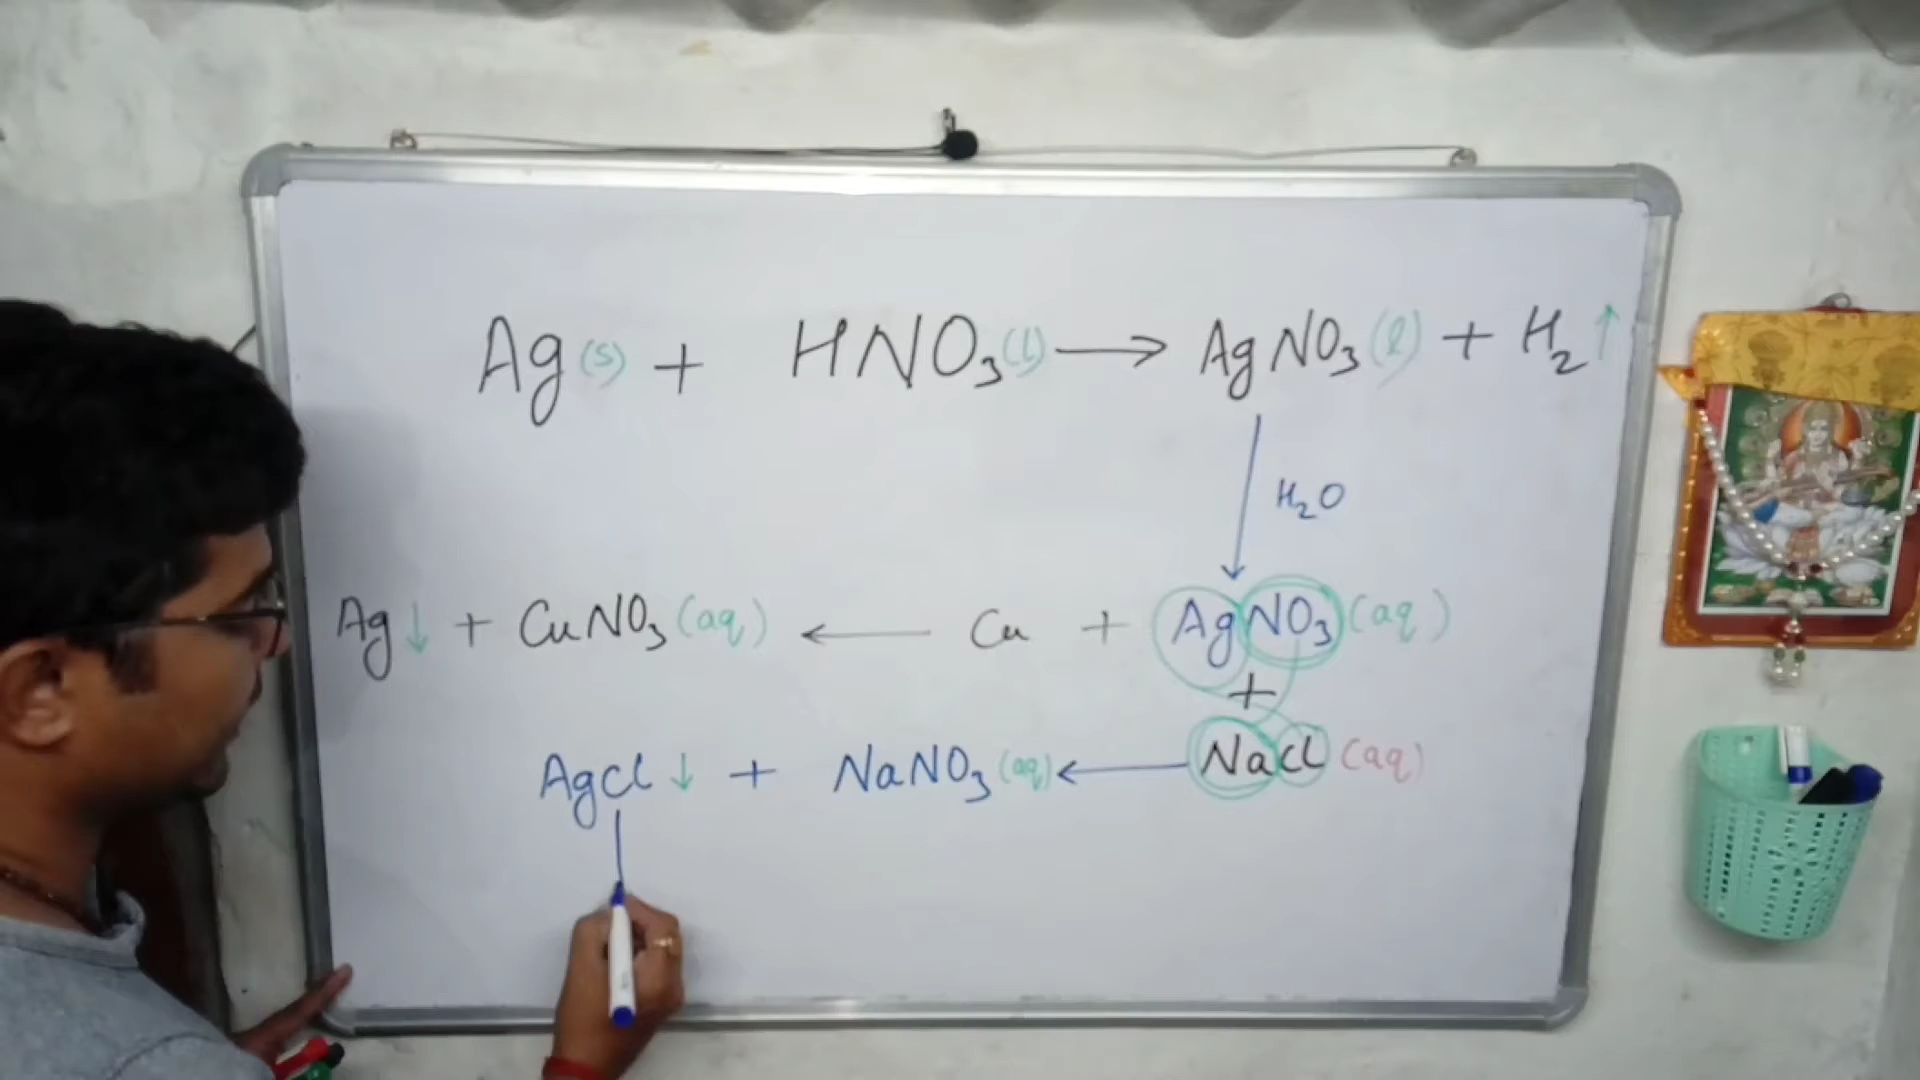 Ag(s) + HNO₃(l) → AgNO₃(l) + H₂↑
H₂O
Ag↓ + CuNO₃(aq) ← Cu + AgNO₃(aq)
+
AgCl↓ + NaNO₃(aq) ← NaCl(aq)